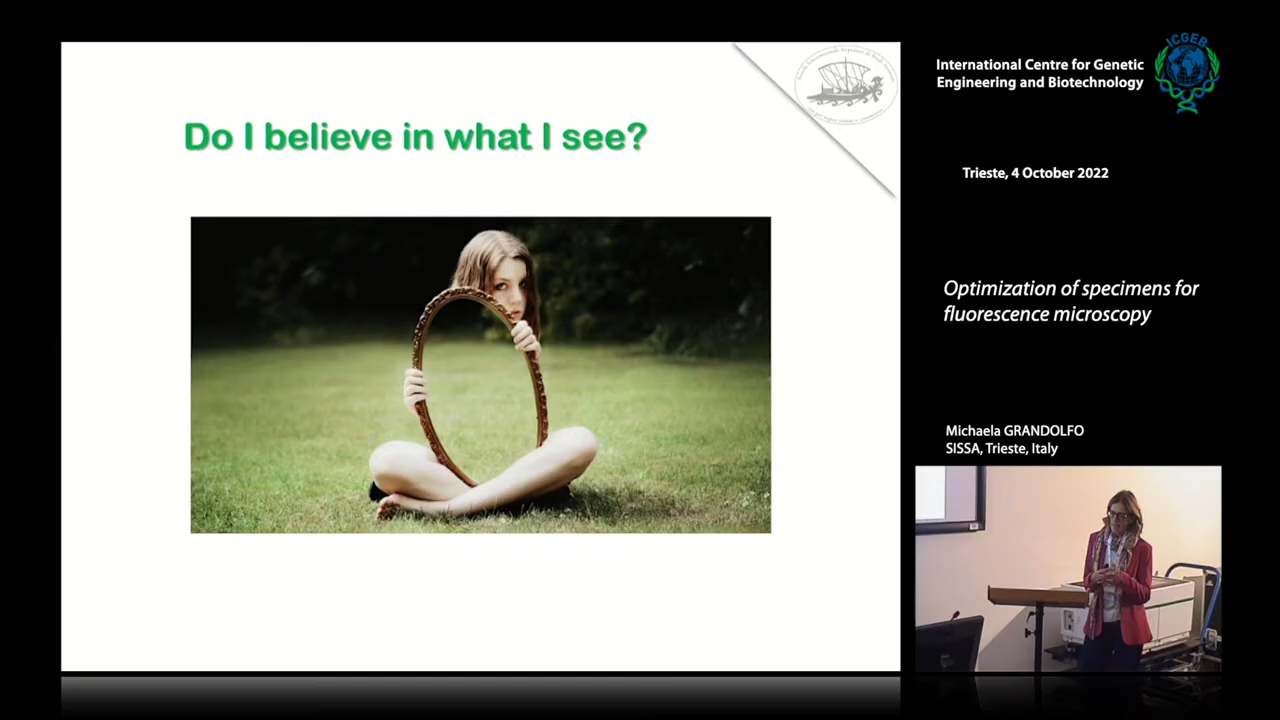 Do I believe in what I see?
International Centre for Genetic
Engineering and Biotechnology
ICGEB
Trieste, 4 October 2022
Optimization of specimens for
fluorescence microscopy
Michaela GRANDOLFO
SISSA, Trieste, Italy